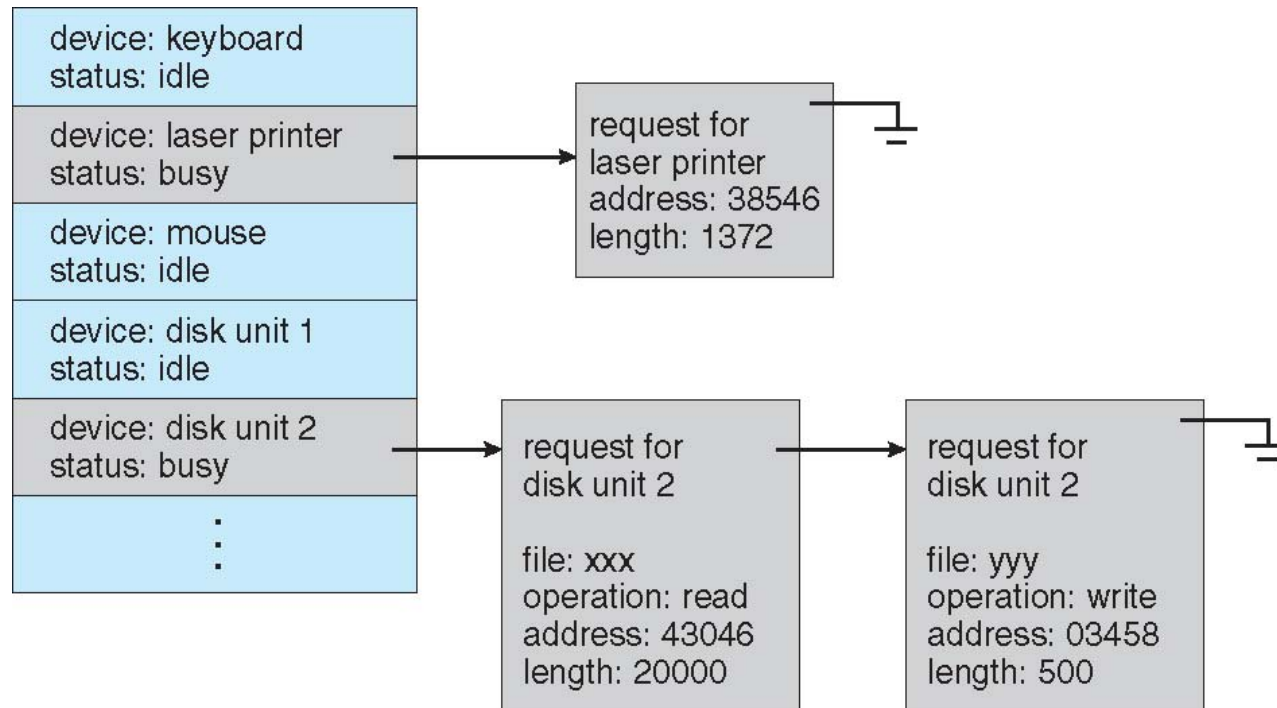 device: keyboard
status: idle
device: laser printer
status: busy
device: mouse
status: idle
device: disk unit 1
status: idle
device: disk unit 2
status: busy
request for
laser printer
address: 38546
length: 1372
request for
disk unit 2
file: xxx
operation: read
address: 43046
length: 20000
request for
disk unit 2
file: yyy
operation: write
address: 03458
length: 500